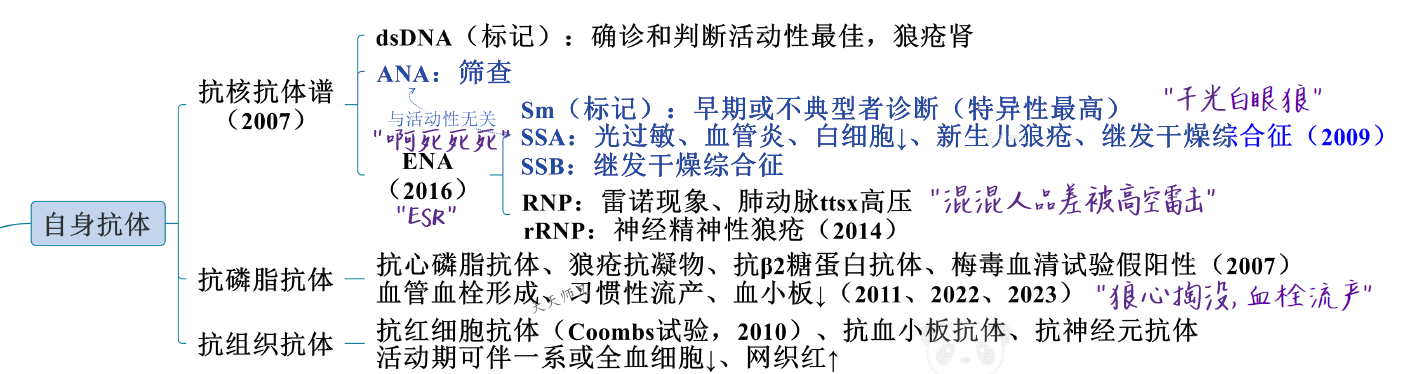 自身抗体
抗核抗体谱
（2007）
dsDNA（标记）：确诊和判断活动性最佳，狼疮肾
ANA：筛查
与活动性无关
"啊死死死"
ENA
（2016）
"ESR"
Sm（标记）：早期或不典型者诊断（特异性最高）
"干光白眼狼"
SSA：光过敏、血管炎、白细胞↓、新生儿狼疮、继发干燥综合征（2009）
SSB：继发干燥综合征
RNP：雷诺现象、肺动脉ttsx高压
"混混人品差被高空雷击"
rRNP：神经精神性狼疮（2014）
抗磷脂抗体
抗心磷脂抗体、狼疮抗凝物、抗β2糖蛋白抗体、梅毒血清试验假阳性（2007）
血管血栓形成、习惯性流产、血小板↓（2011、2022、2023）
"狼心掏没,血栓流产"
天天师
抗组织抗体
抗红细胞抗体（Coombs试验，2010）、抗血小板抗体、抗神经元抗体
活动期可伴一系或全血细胞↓、网织红↑